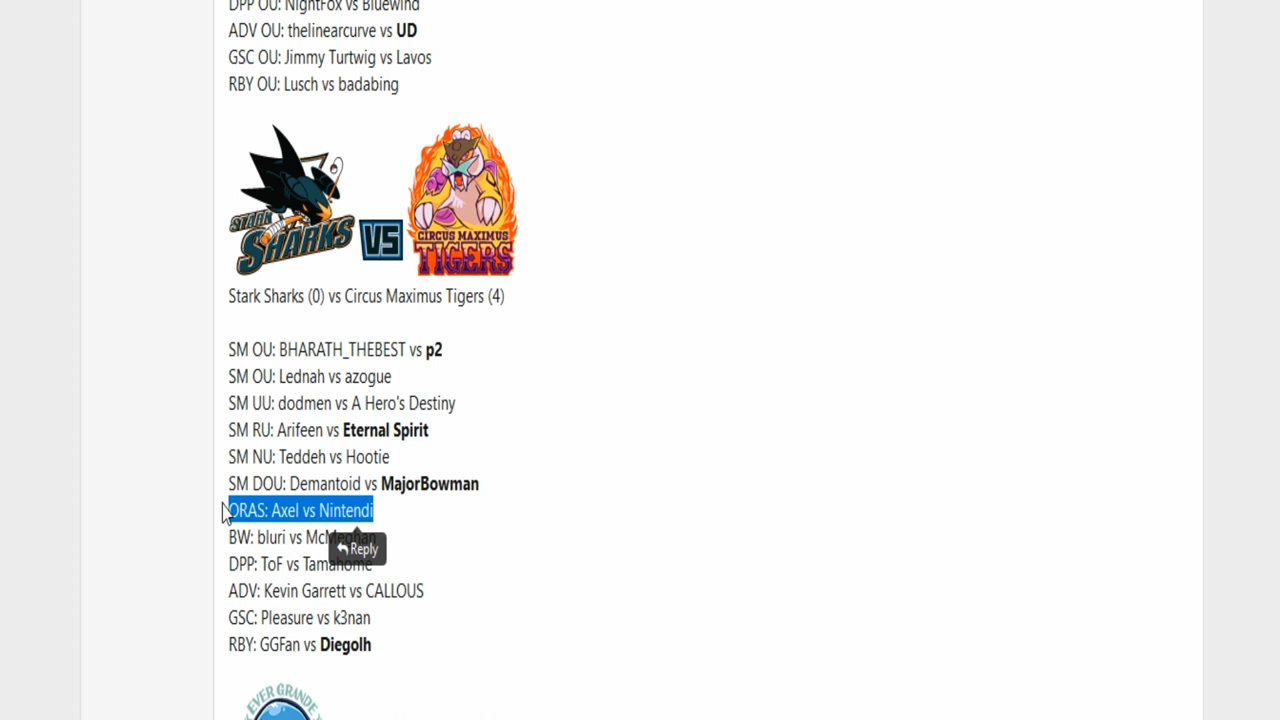 DPP OU: NightFox vs Bluewind
ADV OU: thelinearcurve vs UD
GSC OU: Jimmy Turtwig vs Lavos
RBY OU: Lusch vs badabing
STARK
SHARKS
VS
CIRCUS MAXIMUS
TIGERS
Stark Sharks (0) vs Circus Maximus Tigers (4)
SM OU: BHARATH_THEBEST vs p2
SM OU: Lednah vs azogue
SM UU: dodmen vs A Hero's Destiny
SM RU: Arifeen vs Eternal Spirit
SM NU: Teddeh vs Hootie
SM DOU: Demantoid vs MajorBowman
ORAS: Axel vs Nintendi
BW: bluri vs McMeghan
Reply
DPP: ToF vs Tamahome
ADV: Kevin Garrett vs CALLOUS
GSC: Pleasure vs k3nan
RBY: GGFan vs Diegolh
EVER GRANDE